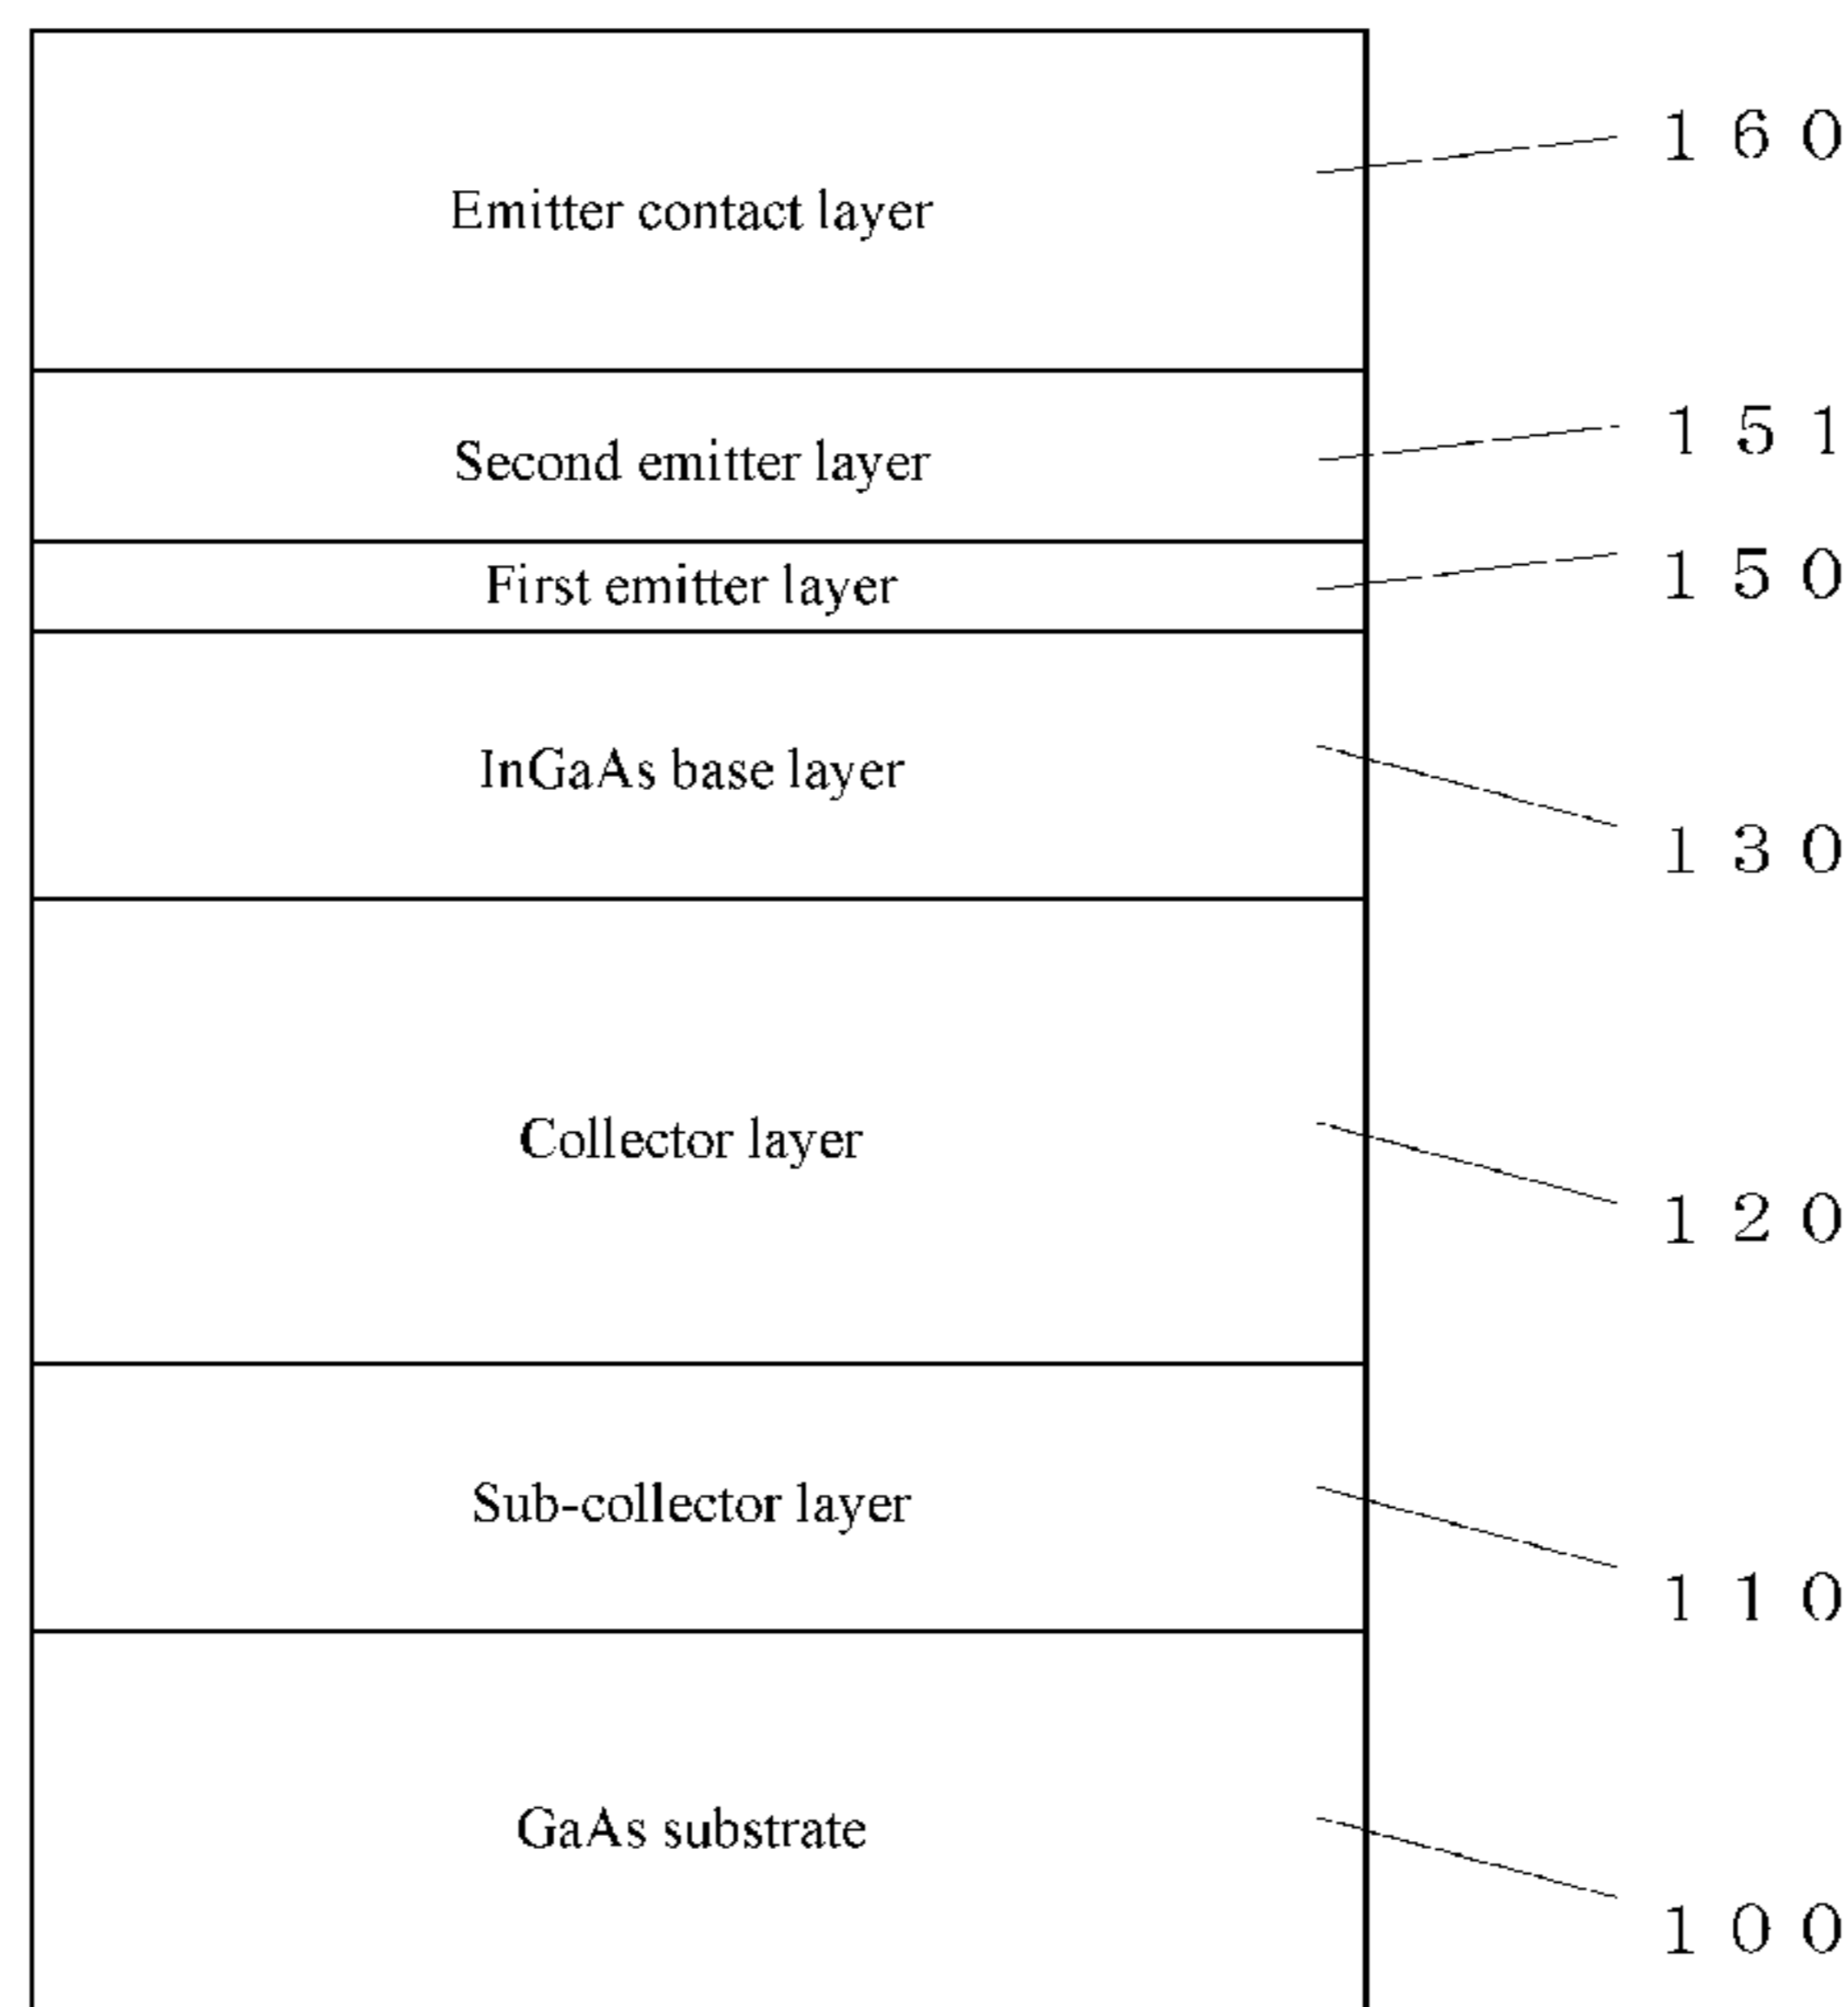 Emitter contact layer 160
Second emitter layer 151
First emitter layer 150
InGaAs base layer 130
Collector layer 120
Sub-collector layer 110
GaAs substrate 100